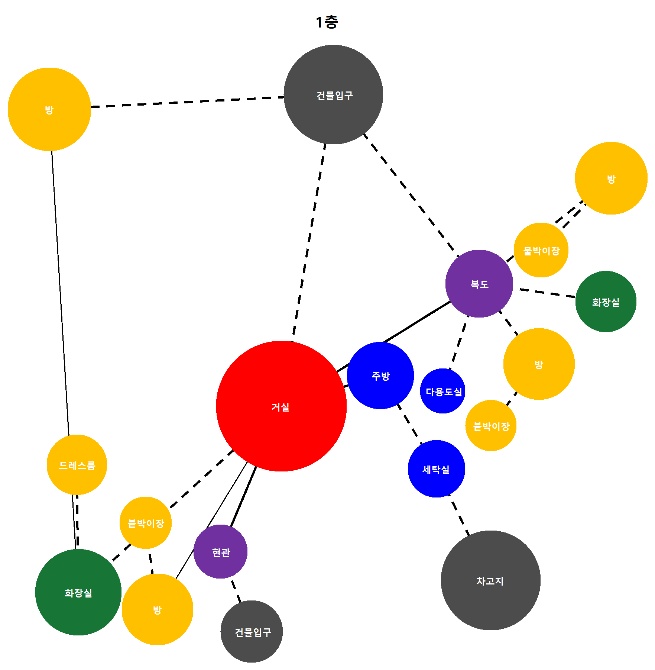 1층
방
건물입구
방
붙박이장
복도
화장실
방
주방
다용도실
거실
붙박이장
드레스룸
세탁실
붙박이장
현관
화장실
방
차고지
건물입구